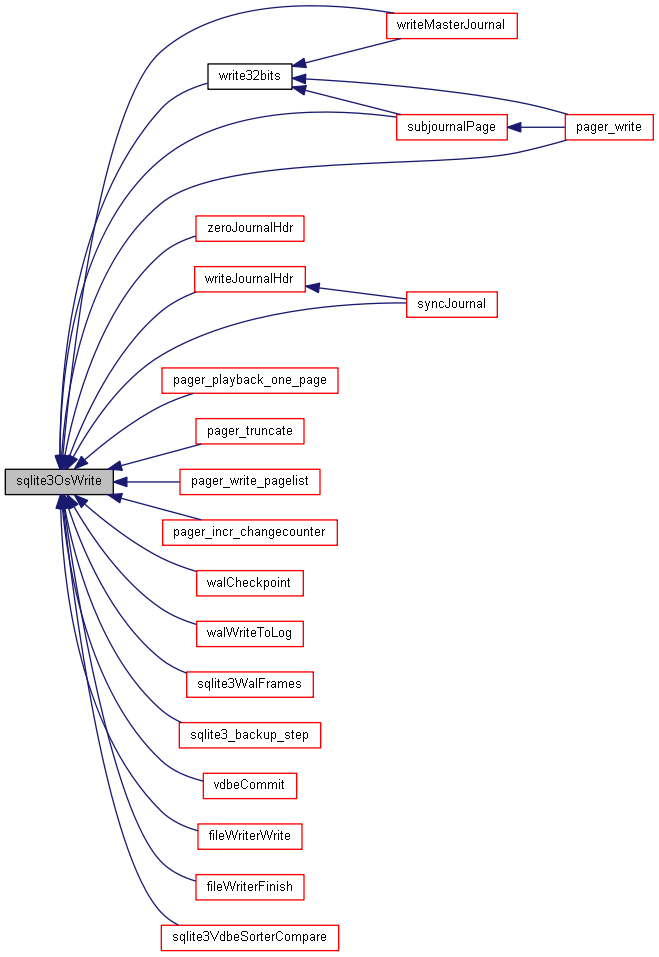 writeMasterJournal
write32bits
subjournalPage
pager_write
zeroJournalHdr
writeJournalHdr
syncJournal
pager_playback_one_page
pager_truncate
sqlite3OsWrite
pager_write_pagelist
pager_incr_changecounter
walCheckpoint
walWriteToLog
sqlite3WalFrames
sqlite3_backup_step
vdbeCommit
fileWriterWrite
fileWriterFinish
sqlite3VdbeSorterCompare